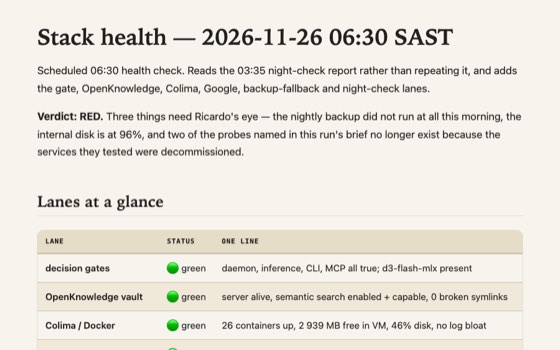 Stack health — 2026-11-26 06:30 SAST
Scheduled 06:30 health check. Reads the 03:35 night-check report rather than repeating it, and adds
the gate, OpenKnowledge, Colima, Google, backup-fallback and night-check lanes.
Verdict: RED. Three things need Ricardo's eye — the nightly backup did not run at all this morning, the
internal disk is at 96%, and two of the probes named in this run's brief no longer exist because the
services they tested were decommissioned.
Lanes at a glance
LANE STATUS ONE LINE
decision gates green daemon, inference, CLI, MCP all true; d3-flash-mlx present
OpenKnowledge vault green server alive, semantic search enabled + capable, 0 broken symlinks
Colima / Docker green 26 containers up, 2 939 MB free in VM, 46% disk, no log bloat